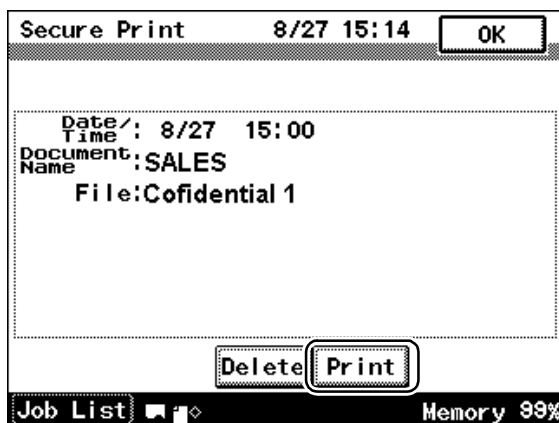 Secure Print 8/27 15:14 OK
Date/Time : 8/27 15:00
Document Name :SALES
File:Cofidential 1
Delete Print
Job List Memory 99%